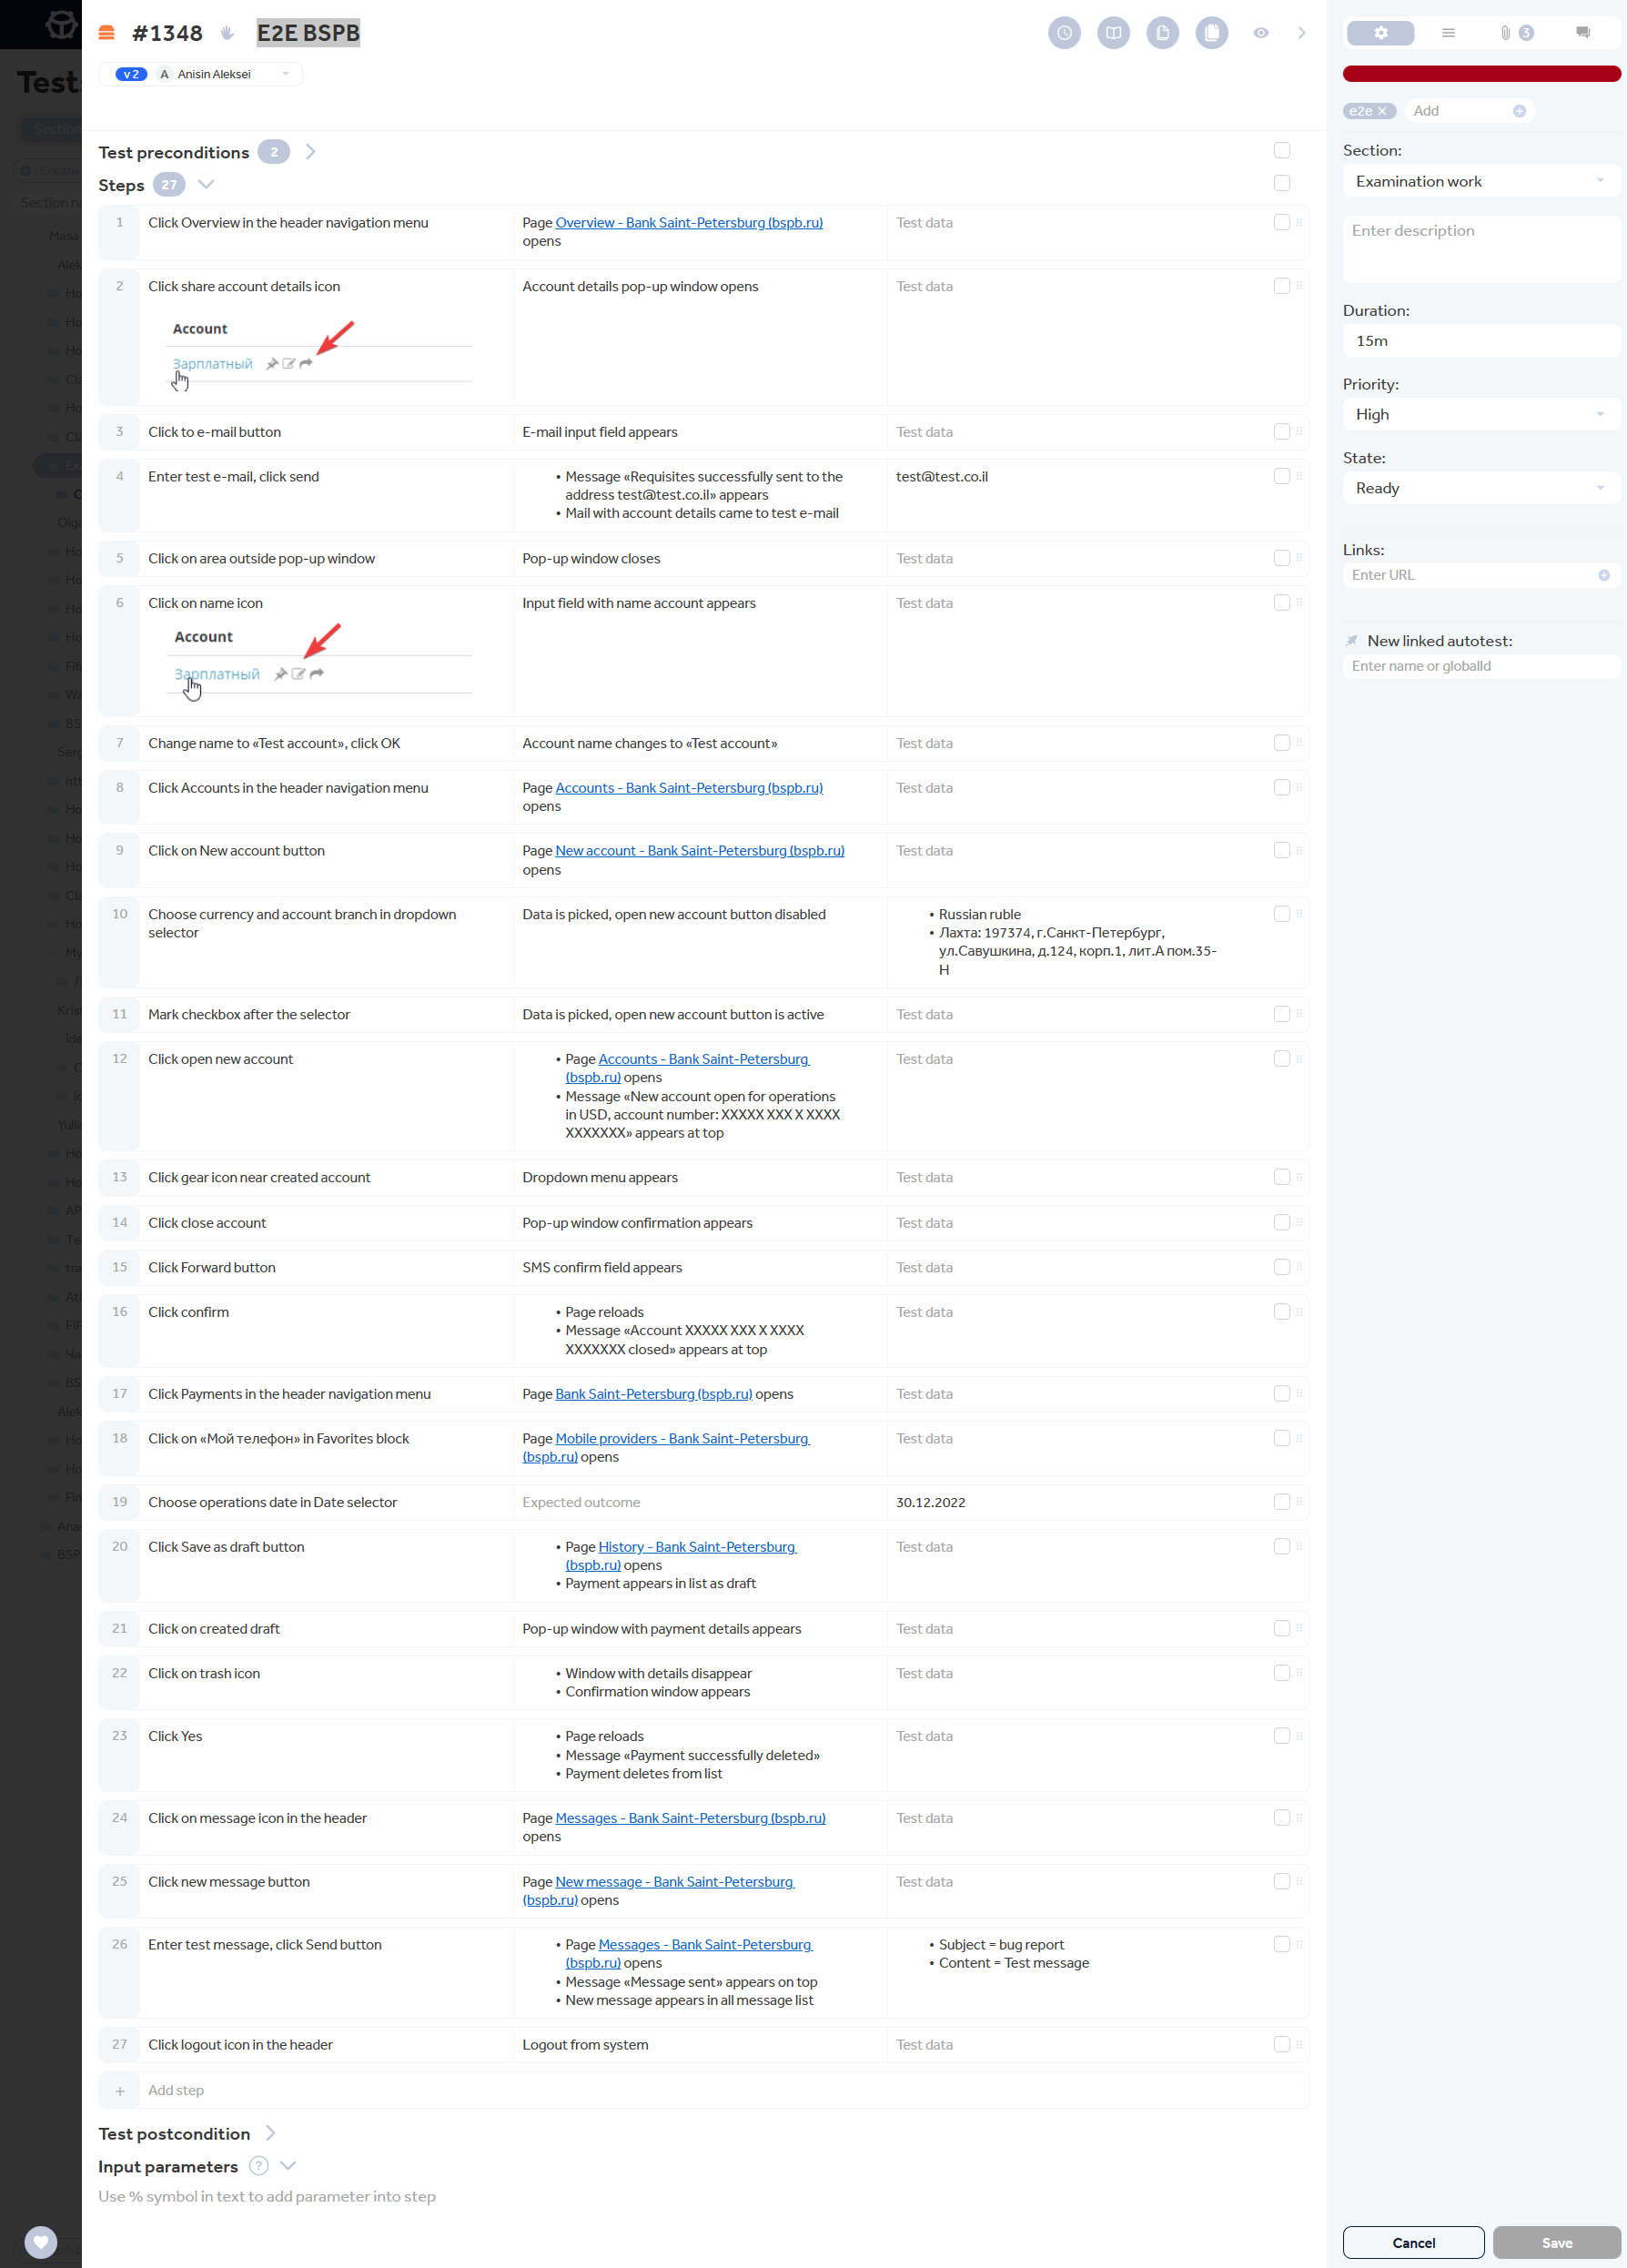 #1348 E2E BSPB
v 2 A Anisin Aleksei
Test preconditions 2
Steps 27
1 Click Overview in the header navigation menu Page Overview - Bank Saint-Petersburg (bspb.ru) Test data
opens
2 Click share account details icon Account details pop-up window opens Test data
Account
Зарплатный
3 Click to e-mail button E-mail input field appears Test data
4 Enter test e-mail, click send • Message «Requisites successfully sent to the test@test.co.il
address test@test.co.il» appears
• Mail with account details came to test e-mail
5 Click on area outside pop-up window Pop-up window closes Test data
6 Click on name icon Input field with name account appears Test data
Account
Зарплатный
7 Change name to «Test account», click OK Account name changes to «Test account» Test data
8 Click Accounts in the header navigation menu Page Accounts - Bank Saint-Petersburg (bspb.ru) Test data
opens
9 Click on New account button Page New account - Bank Saint-Petersburg (bspb.ru) Test data
opens
10 Choose currency and account branch in dropdown Data is picked, open new account button disabled • Russian ruble
selector • Лахта: 197374, г.Санкт-Петербург,
ул.Савушкина, д.124, корп.1, лит.А пом.35-
Н
11 Mark checkbox after the selector Data is picked, open new account button is active Test data
12 Click open new account • Page Accounts - Bank Saint-Petersburg Test data
(bspb.ru) opens
• Message «New account open for operations
in USD, account number: XXXXX XXX X XXXX
XXXXXXX» appears at top
13 Click gear icon near created account Dropdown menu appears Test data
14 Click close account Pop-up window confirmation appears Test data
15 Click Forward button SMS confirm field appears Test data
16 Click confirm • Page reloads Test data
• Message «Account XXXXX XXX X XXXX
XXXXXXX closed» appears at top
17 Click Payments in the header navigation menu Page Bank Saint-Petersburg (bspb.ru) opens Test data
18 Click on «Мой телефон» in Favorites block Page Mobile providers - Bank Saint-Petersburg Test data
(bspb.ru) opens
19 Choose operations date in Date selector Expected outcome 30.12.2022
20 Click Save as draft button • Page History - Bank Saint-Petersburg Test data
(bspb.ru) opens
• Payment appears in list as draft
21 Click on created draft Pop-up window with payment details appears Test data
22 Click on trash icon • Window with details disappear Test data
• Confirmation window appears
23 Click Yes • Page reloads Test data
• Message «Payment successfully deleted»
• Payment deletes from list
24 Click on message icon in the header Page Messages - Bank Saint-Petersburg (bspb.ru) Test data
opens
25 Click new message button Page New message - Bank Saint-Petersburg Test data
(bspb.ru) opens
26 Enter test message, click Send button • Page Messages - Bank Saint-Petersburg • Subject = bug report
(bspb.ru) opens • Content = Test message
• Message «Message sent» appears on top
• New message appears in all message list
27 Click logout icon in the header Logout from system Test data
+ Add step
Test postcondition
Input parameters ?
Use % symbol in text to add parameter into step
3
e2e × Add
Section:
Examination work
Enter description
Duration:
15m
Priority:
High
State:
Ready
Links:
Enter URL
New linked autotest:
Enter name or globalId
Cancel Save